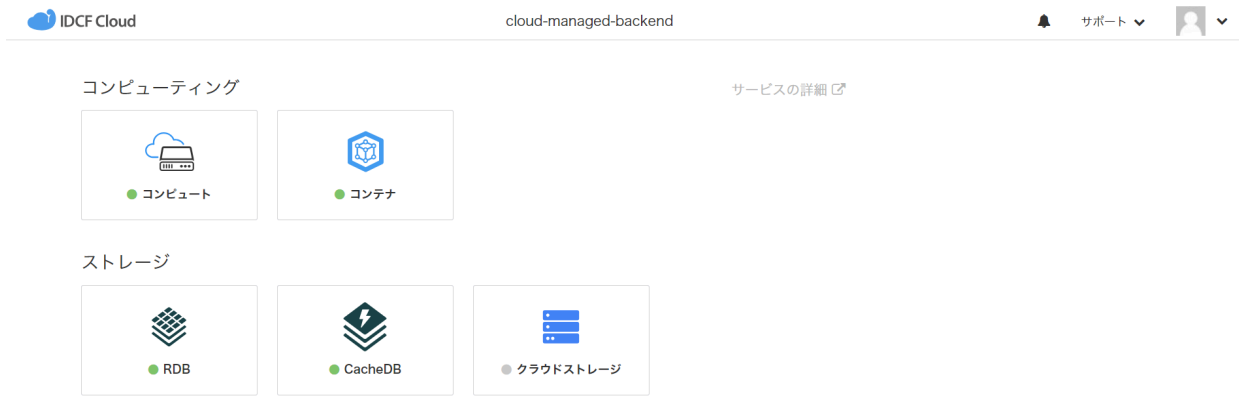 IDCF Cloud
cloud-managed-backend
サポート
コンピューティング
サービスの詳細
コンピュート
コンテナ
ストレージ
RDB
CacheDB
クラウドストレージ